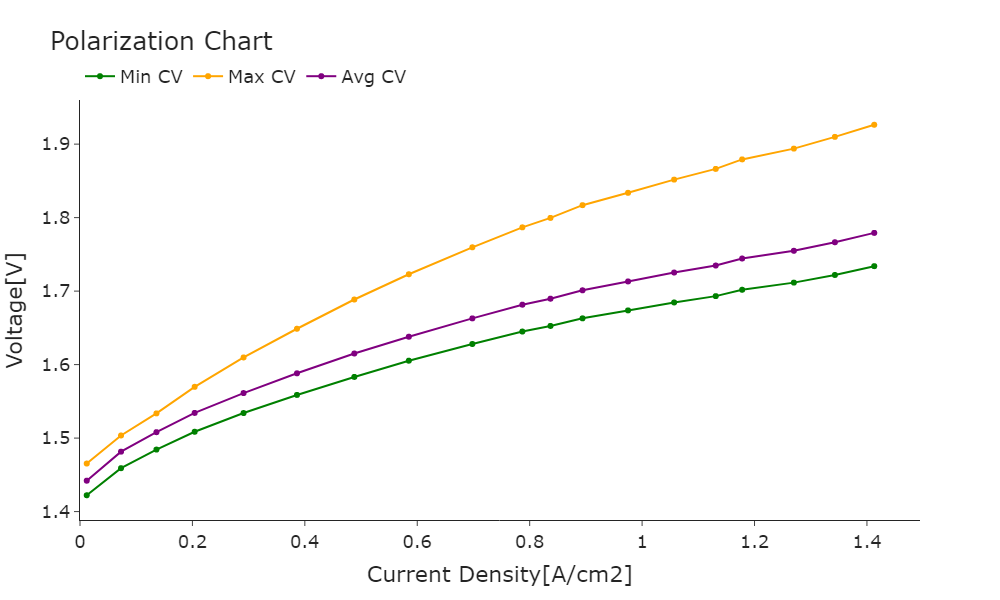 Polarization Chart
Min CV Max CV Avg CV
1.9
1.8
1.7
1.6
1.5
1.4
Voltage[V]
0 0.2 0.4 0.6 0.8 1 1.2 1.4
Current Density[A/cm2]